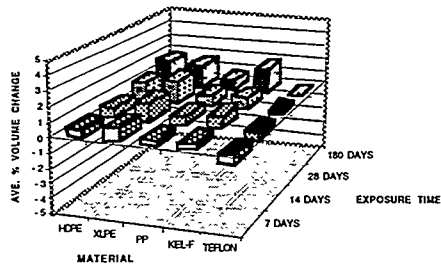 AVE. % VOLUME CHANGE
5
4
3
2
1
0
-1
-2
-3
-4
-5
HDPE
XLPE
PP
KEL-F
TEFLON
MATERIAL
7 DAYS
14 DAYS
28 DAYS
180 DAYS
EXPOSURE TIME